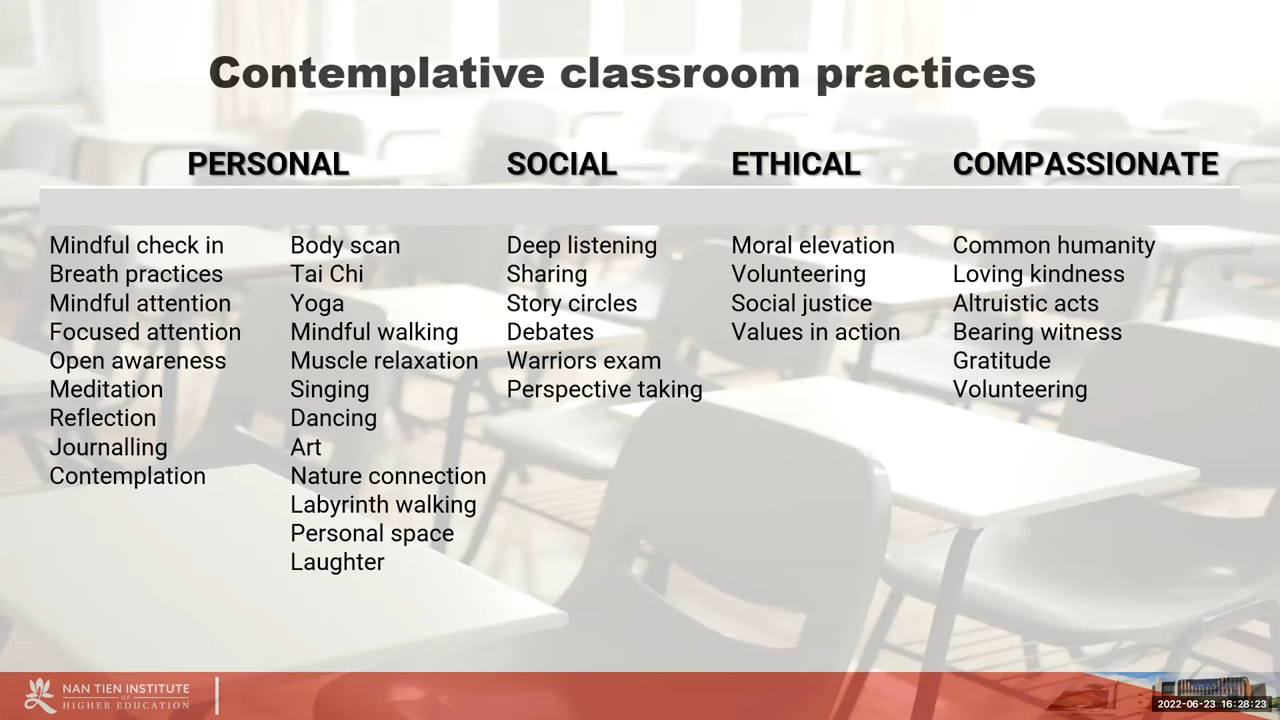 Contemplative classroom practices
PERSONAL
Mindful check in
Breath practices
Mindful attention
Focused attention
Open awareness
Meditation
Reflection
Journalling
Contemplation
Body scan
Tai Chi
Yoga
Mindful walking
Muscle relaxation
Singing
Dancing
Art
Nature connection
Labyrinth walking
Personal space
Laughter
SOCIAL
Deep listening
Sharing
Story circles
Debates
Warriors exam
Perspective taking
ETHICAL
Moral elevation
Volunteering
Social justice
Values in action
COMPASSIONATE
Common humanity
Loving kindness
Altruistic acts
Bearing witness
Gratitude
Volunteering
NAN TIEN INSTITUTE
OF
HIGHER EDUCATION
2022-06-23 16:28:23